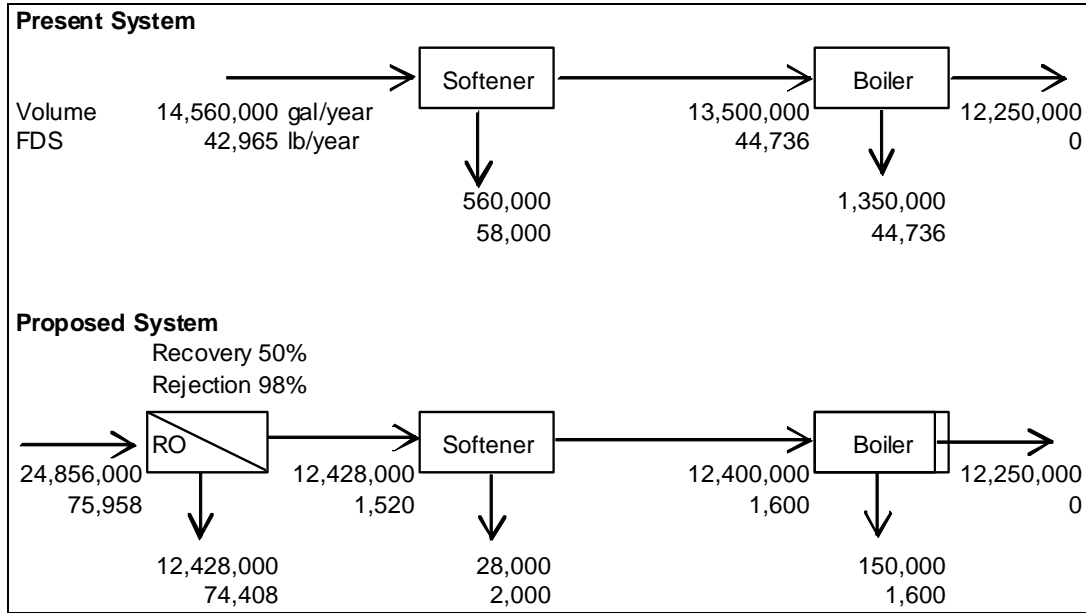 Present System
Softener
Boiler
Volume 14,560,000 gal/year 13,500,000 12,250,000
FDS 42,965 lb/year 44,736 0
560,000 1,350,000
58,000 44,736
Proposed System
Recovery 50%
Rejection 98%
RO Softener Boiler
24,856,000 12,428,000 12,400,000 12,250,000
75,958 1,520 1,600 0
12,428,000 28,000 150,000
74,408 2,000 1,600